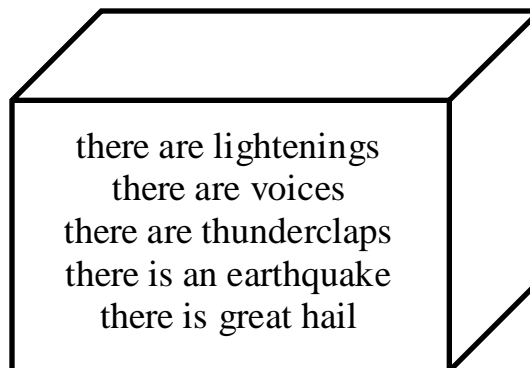 there are lightenings
there are voices
there are thunderclaps
there is an earthquake
there is great hail